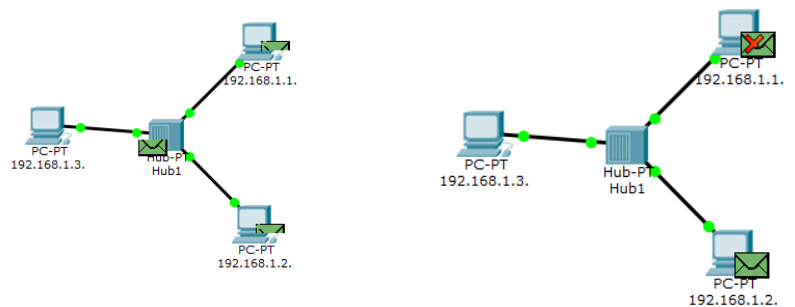 PC-PT
192.168.1.1.
PC-PT
192.168.1.3.
Hub-PT
Hub1
PC-PT
192.168.1.2.
PC-PT
192.168.1.1.
PC-PT
192.168.1.3.
Hub-PT
Hub1
PC-PT
192.168.1.2.